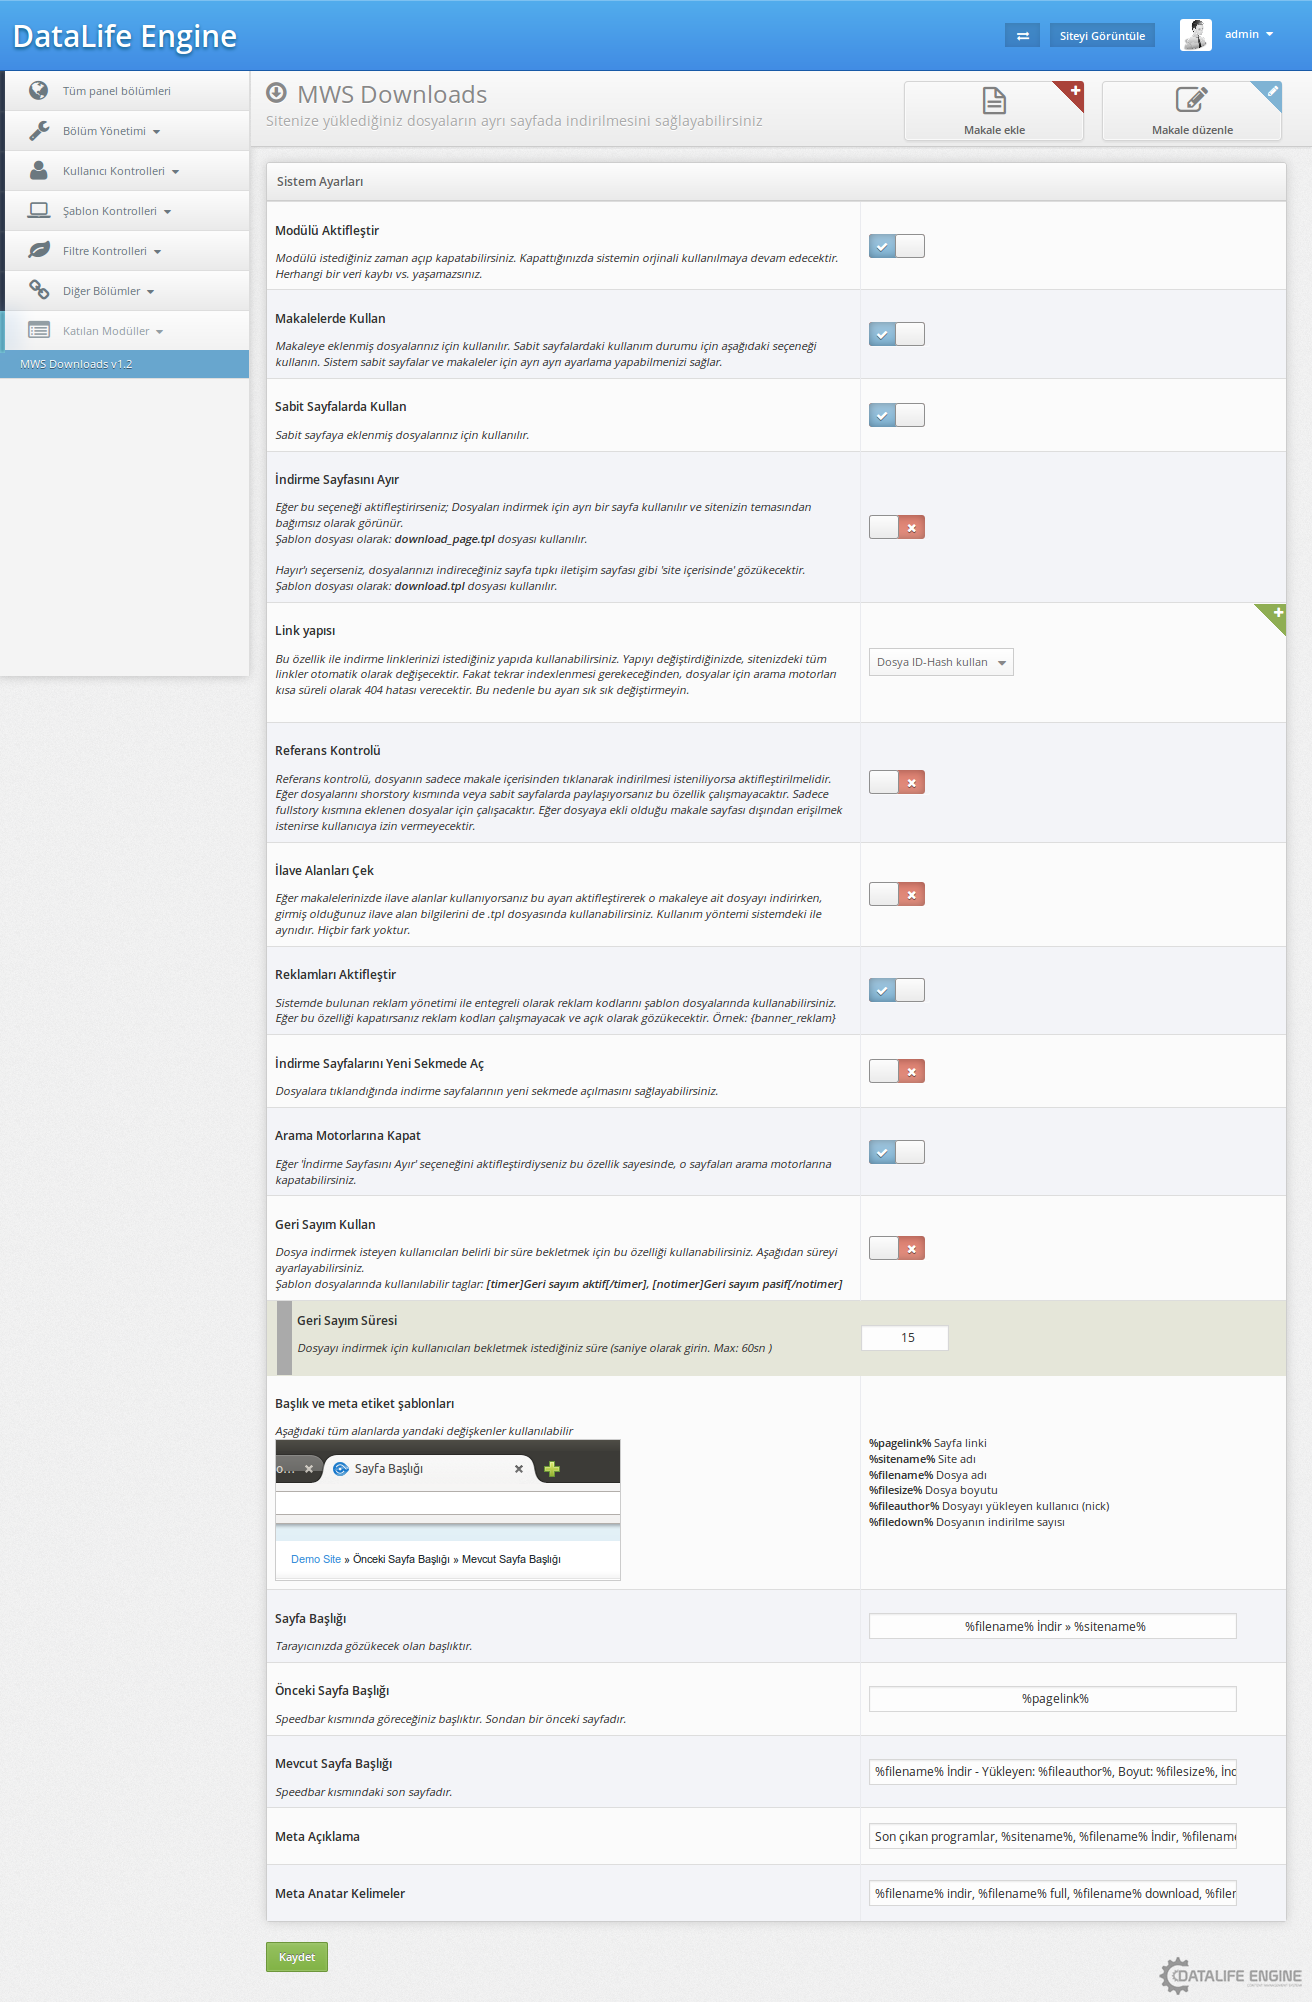 DataLife Engine
Siteyi Görüntüle
admin
Tüm panel bölümleri
Bölüm Yönetimi
Kullanıcı Kontrolleri
Şablon Kontrolleri
Filtre Kontrolleri
Diğer Bölümler
Katılan Modüller
MWS Downloads v1.2
MWS Downloads
Sitenize yüklediğiniz dosyaların ayrı sayfada indirilmesini sağlayabilirsiniz
Makale ekle
Makale düzenle
Sistem Ayarları
Modülü Aktifleştir
Modülü istediğiniz zaman açıp kapatabilirsiniz. Kapattığınızda sistemin orjinali kullanılmaya devam edecektir.
Herhangi bir veri kaybı vs. yaşamazsınız.
Makalelerde Kullan
Makaleye eklenmiş dosyalarınız için kullanılır. Sabit sayfalardaki kullanım durumu için aşağıdaki seçeneği
kullanın. Sistem sabit sayfalar ve makaleler için ayrı ayrı ayarlama yapabilmenizi sağlar.
Sabit Sayfalarda Kullan
Sabit sayfaya eklenmiş dosyalarınız için kullanılır.
İndirme Sayfasını Ayır
Eğer bu seçeneği aktifleştirirseniz; Dosyaları indirmek için ayrı bir sayfa kullanılır ve sitenizin temasından
bağımsız olarak görünür.
Şablon dosyası olarak: download_page.tpl dosyası kullanılır.
Hayır'ı seçerseniz, dosyalarınızı indireceğiniz sayfa tıpkı iletişim sayfası gibi 'site içerisinde' gözükecektir.
Şablon dosyası olarak: download.tpl dosyası kullanılır.
Link yapısı
Bu özellik ile indirme linklerinizi istediğiniz yapıda kullanabilirsiniz. Yapıyı değiştirdiğinizde, sitenizdeki tüm
linkler otomatik olarak değişecektir. Fakat tekrar indexlenmesi gerekeceğinden, dosyalar için arama motorları
kısa süreli olarak 404 hatası verecektir. Bu nedenle bu ayarı sık sık değiştirmeyin.
Dosya ID-Hash kullan
Referans Kontrolü
Referans kontrolü, dosyanın sadece makale içerisinden tıklanarak indirilmesi isteniliyorsa aktifleştirilmelidir.
Eğer dosyalarını shorstory kısmında veya sabit sayfalarda paylaşıyorsanız bu özellik çalışmayacaktır. Sadece
fullstory kısmına eklenen dosyalar için çalışacaktır. Eğer dosyaya ekli olduğu makale sayfası dışından erişilmek
istenirse kullanıcıya izin vermeyecektir.
İlave Alanları Çek
Eğer makalelerinizde ilave alanlar kullanıyorsanız bu ayarı aktifleştirerek o makaleye ait dosyayı indirirken,
girmiş olduğunuz ilave alan bilgilerini de .tpl dosyasında kullanabilirsiniz. Kullanım yöntemi sistemdeki ile
aynıdır. Hiçbir fark yoktur.
Reklamları Aktifleştir
Sistemde bulunan reklam yönetimi ile entegreli olarak reklam kodlarını şablon dosyalarında kullanabilirsiniz.
Eğer bu özelliği kapatırsanız reklam kodları çalışmayacak ve açık olarak gözükecektir. Örnek: {banner_reklam}
İndirme Sayfalarını Yeni Sekmede Aç
Dosyalara tıklandığında indirme sayfalarının yeni sekmede açılmasını sağlayabilirsiniz.
Arama Motorlarına Kapat
Eğer 'İndirme Sayfasını Ayır' seçeneğini aktifleştirdiyseniz bu özellik sayesinde, o sayfaları arama motorlarına
kapatabilirsiniz.
Geri Sayım Kullan
Dosya indirmek isteyen kullanıcıları belirli bir süre bekletmek için bu özelliği kullanabilirsiniz. Aşağıdan süreyi
ayarlayabilirsiniz.
Şablon dosyalarında kullanılabilir taglar: [timer]Geri sayım aktif[/timer], [notimer]Geri sayım pasif[/notimer]
Geri Sayım Süresi
Dosyayı indirmek için kullanıcıları bekletmek istediğiniz süre (saniye olarak girin. Max: 60sn )
15
Başlık ve meta etiket şablonları
Aşağıdaki tüm alanlarda yandaki değişkenler kullanılabilir
o... Sayfa Başlığı
Demo Site » Önceki Sayfa Başlığı » Mevcut Sayfa Başlığı
%pagelink% Sayfa linki
%sitename% Site adı
%filename% Dosya adı
%filesize% Dosya boyutu
%fileauthor% Dosyayı yükleyen kullanıcı (nick)
%filedown% Dosyanın indirilme sayısı
Sayfa Başlığı
Tarayıcınızda gözükecek olan başlıktır.
%filename% İndir » %sitename%
Önceki Sayfa Başlığı
Speedbar kısmında göreceğiniz başlıktır. Sondan bir önceki sayfadır.
%pagelink%
Mevcut Sayfa Başlığı
Speedbar kısmındaki son sayfadır.
%filename% İndir - Yükleyen: %fileauthor%, Boyut: %filesize%, İnd
Meta Açıklama
Son çıkan programlar, %sitename%, %filename% İndir, %filename
Meta Anatar Kelimeler
%filename% indir, %filename% full, %filename% download, %filer
Kaydet
DATALIFE ENGINE